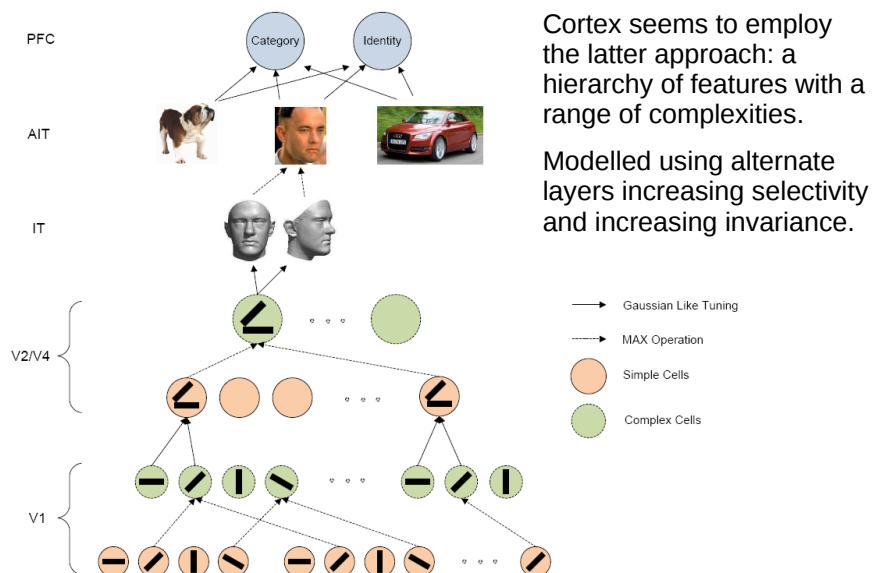 PFC
Category
Identity
Cortex seems to employ
the latter approach: a
hierarchy of features with a
range of complexities.
AIT
Modelled using alternate
layers increasing selectivity
and increasing invariance.
IT
Gaussian Like Tuning
MAX Operation
V2/V4
Simple Cells
Complex Cells
V1